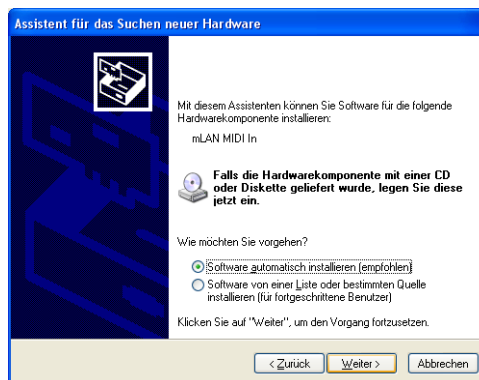 Assistent für das Suchen neuer Hardware
Mit diesem Assistenten können Sie Software für die folgende
Hardwarekomponente installieren:
mLAN MIDI In
Falls die Hardwarekomponente mit einer CD
oder Diskette geliefert wurde, legen Sie diese
jetzt ein.
Wie möchten Sie vorgehen?
Software automatisch installieren (empfohlen)
Software von einer Liste oder bestimmten Quelle
installieren (für fortgeschrittene Benutzer)
Klicken Sie auf "Weiter", um den Vorgang fortzusetzen.
< Zurück Weiter > Abbrechen